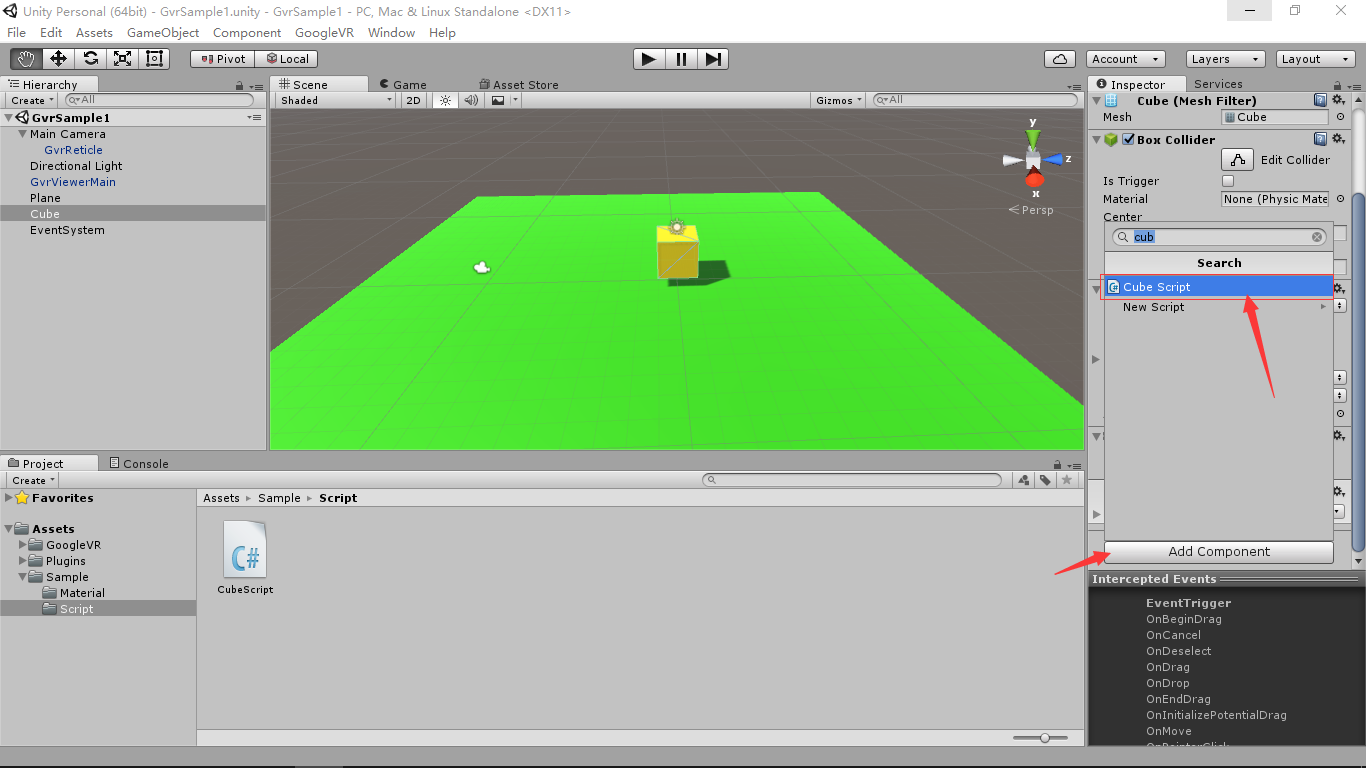 Unity Personal (64bit) - GvrSample1.unity - GvrSample1 - PC, Mac & Linux Standalone <DX11>
File Edit Assets GameObject Component GoogleVR Window Help
Pivot Local Account Layers Layout
Hierarchy
Create All
GvrSample1
Main Camera
GvrReticle
Directional Light
GvrViewerMain
Plane
Cube
EventSystem
Scene Game Asset Store
Shaded 2D Gizmos All
y
z
x
Persp
Inspector Services
Cube (Mesh Filter)
Mesh Cube
Box Collider
Edit Collider
Is Trigger
Material None (Physic Mate
Center
cub
Search
C# Cube Script
New Script
Add Component
Intercepted Events
EventTrigger
OnBeginDrag
OnCancel
OnDeselect
OnDrag
OnDrop
OnEndDrag
OnInitializePotentialDrag
OnMove
OnPointerClick
Project Console
Create
Favorites
Assets
GoogleVR
Plugins
Sample
Material
Script
Assets Sample Script
C#
CubeScript